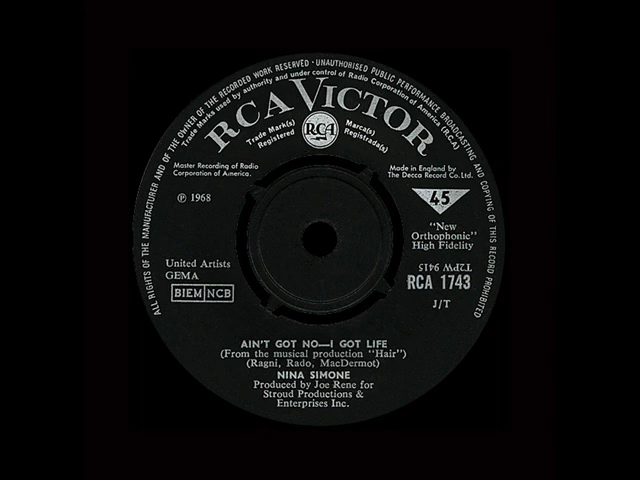 ALL RIGHTS OF THE MANUFACTURER AND OF THE OWNER OF THE RECORDED WORK RESERVED · UNAUTHORISED PUBLIC PERFORMANCE, BROADCASTING AND COPYING OF THIS RECORD PROHIBITED
Trade Marks used by authority and under control of Radio Corporation of America. (R.C.A)
RCA VICTOR
Trade Mark(s)
Registered
RCA
Marca(s)
Registrada(s)
Master Recording of Radio
Corporation of America.
Made in England by
The Decca Record Co. Ltd.
℗ 1968
45
"New
Orthophonic"
High Fidelity
United Artists
GEMA
BIEM NCB
T2PW 9415
RCA 1743
J/T
AIN'T GOT NO—I GOT LIFE
(From the musical production "Hair")
(Ragni, Rado, MacDermot)
NINA SIMONE
Produced by Joe Rene for
Stroud Productions &
Enterprises Inc.